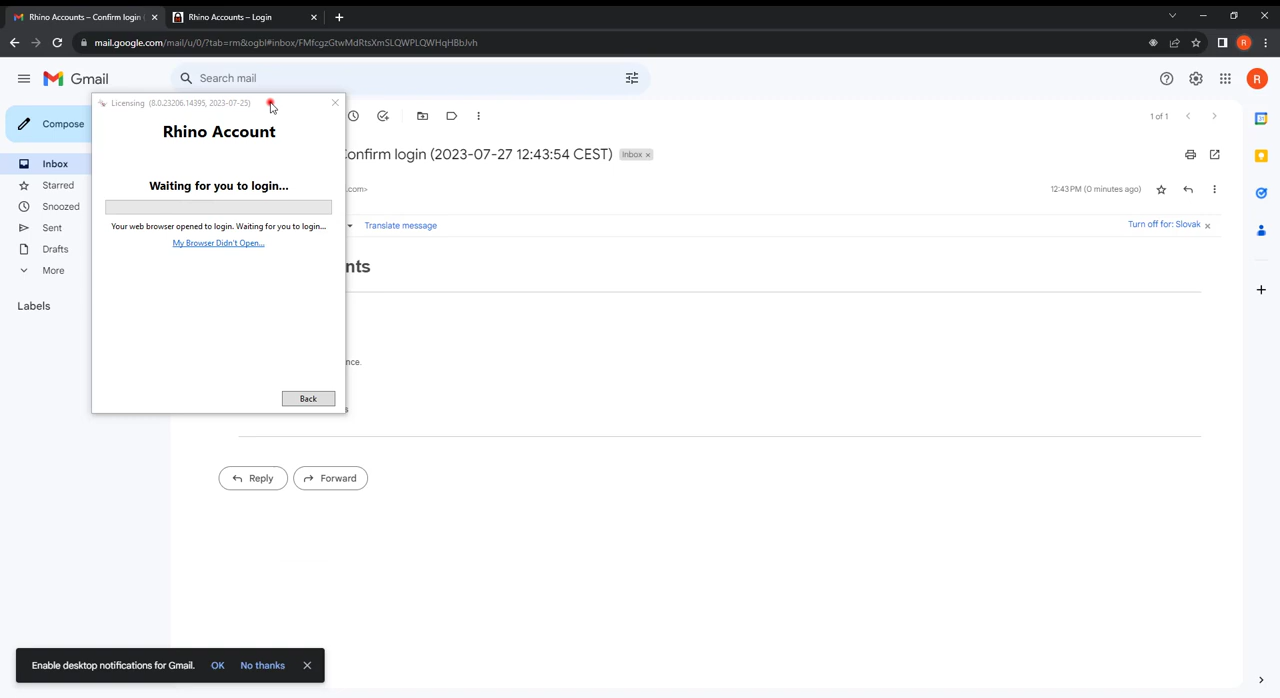 Rhino Accounts – Confirm login
Rhino Accounts – Login
mail.google.com/mail/u/0/?tab=rm&ogbl#inbox/FMfcgzGtwMdRtsXmSLQWPLQWHqHBbJvh
R
Gmail
Search mail
R
Compose
Licensing (8.0.23206.14395, 2023-07-25)
1 of 1
Rhino Account
Confirm login (2023-07-27 12:43:54 CEST)
Inbox ×
Inbox
Starred
Waiting for you to login...
.com>
12:43 PM (0 minutes ago)
Snoozed
Sent
Your web browser opened to login. Waiting for you to login...
Translate message
Turn off for: Slovak ×
Drafts
My Browser Didn't Open...
More
nts
Labels
nce.
Back
s
Reply
Forward
Enable desktop notifications for Gmail.
OK
No thanks